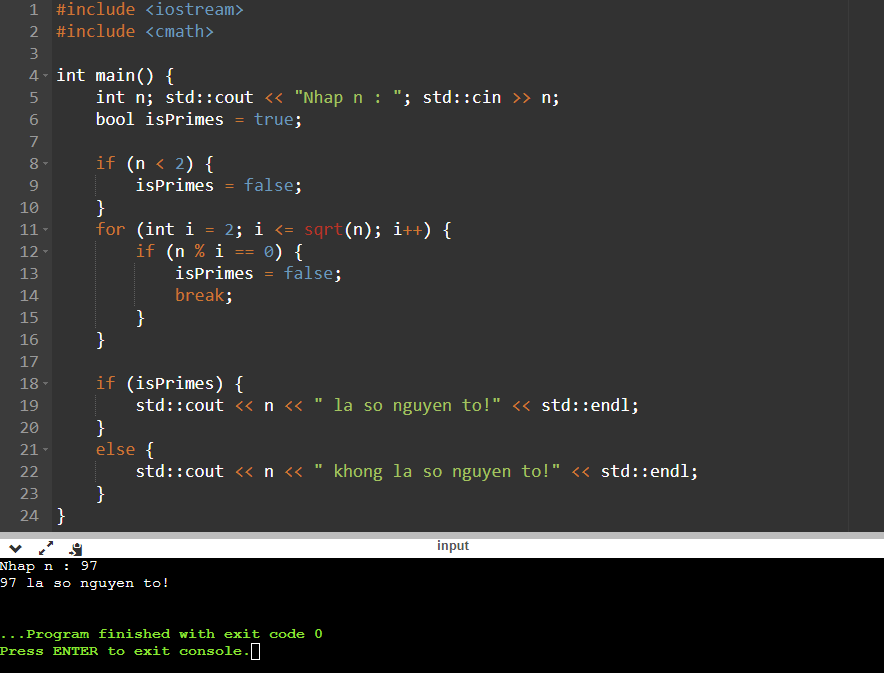 1 #include <iostream>
2 #include <cmath>
3
4 int main() {
5     int n; std::cout << "Nhap n : "; std::cin >> n;
6     bool isPrimes = true;
7
8     if (n < 2) {
9         isPrimes = false;
10     }
11     for (int i = 2; i <= sqrt(n); i++) {
12         if (n % i == 0) {
13             isPrimes = false;
14             break;
15         }
16     }
17
18     if (isPrimes) {
19         std::cout << n << " la so nguyen to!" << std::endl;
20     }
21     else {
22         std::cout << n << " khong la so nguyen to!" << std::endl;
23     }
24 }
input
Nhap n : 97
97 la so nguyen to!
...Program finished with exit code 0
Press ENTER to exit console.